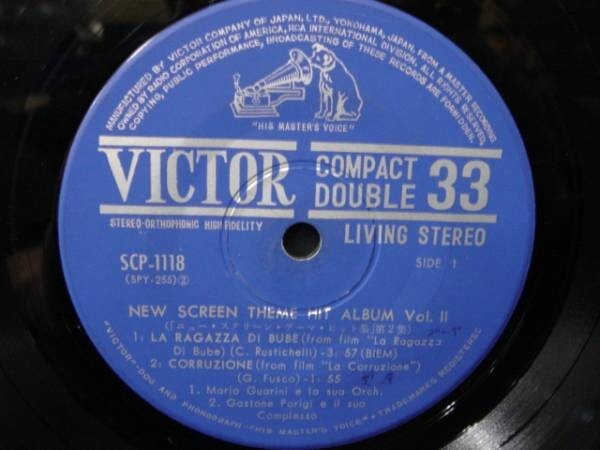 MANUFACTURED BY VICTOR COMPANY OF JAPAN, LTD., YOKOHAMA, JAPAN, FROM A MASTER RECORDING
OWNED BY RADIO CORPORATION OF AMERICA, RCA INTERNATIONAL DIVISION. ALL RIGHTS RESERVED.
COPYING, PUBLIC PERFORMANCE, BROADCASTING OF THESE RECORDS ARE FORBIDDEN.
"HIS MASTER'S VOICE"
VICTOR COMPACT DOUBLE 33
STEREO-ORTHOPHONIC HIGH FIDELITY
LIVING STEREO
SCP-1118
SIDE 1
(SPY-255)②
NEW SCREEN THEME HIT ALBUM Vol. II
(「ニュー・スクリーン・テーマ・ヒット集」第2集)
1: LA RAGAZZA DI BUBE (from film "La Ragazza
Di Bube) (C. Rustichelli)-3: 57 (BIEM)
2: CORRUZIONE (from film "La Corruzione")
(G. Fusco)-1: 55
1. Mario Guarini e la sua Orch.
2. Gastone Parigi e il suo
Complesso
"VICTOR"-DOG AND PHONOGRAPH-"HIS MASTER'S VOICE"-TRADEMARKS REGISTERED